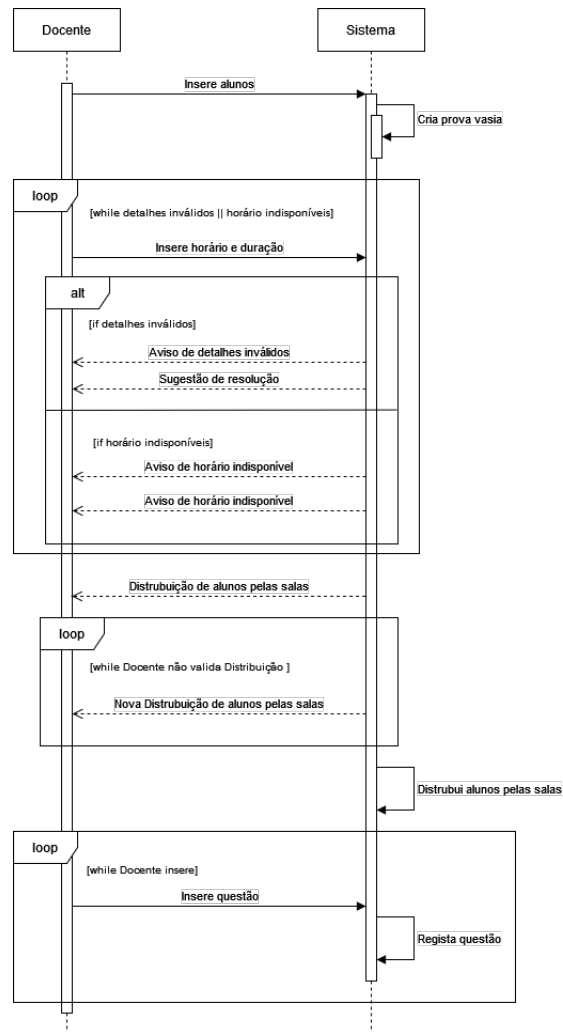 Docente
Sistema
Insere alunos
Cria prova vasia
loop
[while detalhes inválidos || horário indisponíveis]
Insere horário e duração
alt
[if detalhes inválidos]
Aviso de detalhes inválidos
Sugestão de resolução
[if horário indisponíveis]
Aviso de horário indisponível
Aviso de horário indisponível
Distrubuição de alunos pelas salas
loop
[while Docente não valida Distribuição ]
Nova Distrubuição de alunos pelas salas
Distrubui alunos pelas salas
loop
[while Docente insere]
Insere questão
Regista questão